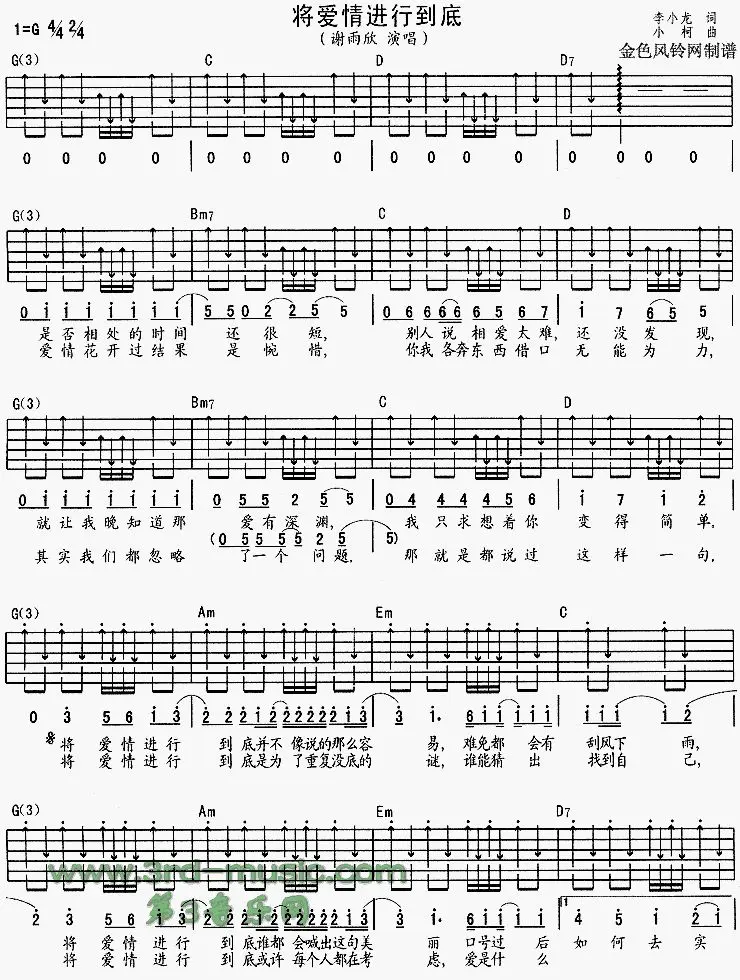 将爱情进行到底
1=G 4/4 2/4
(谢雨欣 演唱)
李小龙 词
小 柯 曲
金色风铃网制谱
G(3) C D D7
0 0 0 0 | 0 0 0 0 | 0 0 0 0 | 0 0 0 0
G(3) Bm7 C D
0 i i i i i i i | 5 5 0 2 2 5 5 | 0 6 6 6 6 6 5 6 7 | i 7 6 5 5
是否相处的时间 还很短, 别人说相爱太难,还没发现,
爱情花开过结果 是惋惜, 你我各奔东西借口 无能为力,
G(3) Bm7 C D
0 i i i i i i i | 0 5 5 2 5 5 | 0 4 4 4 4 5 6 | i 7 i 2
就让我晚知道那 爱有深渊, 我只求想着你 变得简单,
(0 5 5 0 5 5 2 5 | 5)
其实我们都忽略 了一个问题, 那就是都说过 这样一句.
G(3) Am Em C
0 3 5 6 i 3 | 2 2 2 i 2 2 2 2 2 i 3 | 3 i. 6 i i i i i | i i i i 2
将爱情进行 到底并不像说的那么容 易,难免都会有 刮风下雨,
将爱情进行 到底是为了重复没底的 谜,谁能猜出 找到自己,
G(3) Am Em D7
www.3rd-music.com
第3音乐网
2 3 5 6 i 3 | 2 2 2 i 2 2 2 2 2 i 3 | 3 i. 6 i i i i i | 4 5 i 2
将爱情进行 到底谁都会喊出这句美 丽口号过后 如何去实
将爱情进行 到底或许每个人都在考 虑,爱是什么